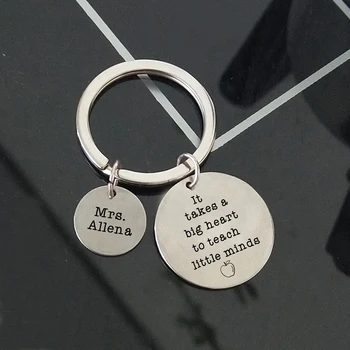 Mrs.
Allena
It
takes a
big heart
to teach
little minds